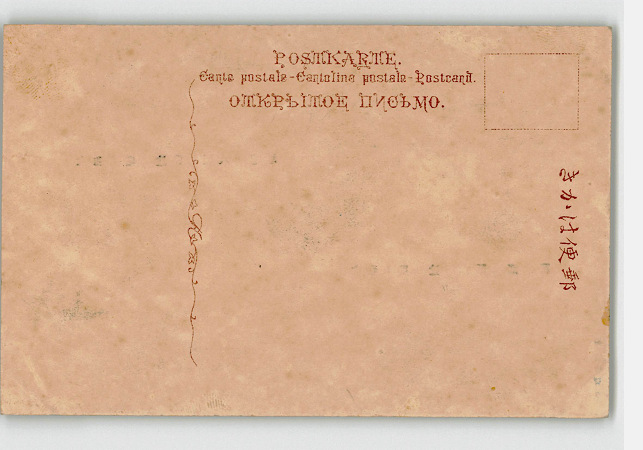 POSTKARTE.
Carte postale-Cartolina postale-Postcard.
ОТКРЫТОЕ ПИСЬМО.
きかは便郵